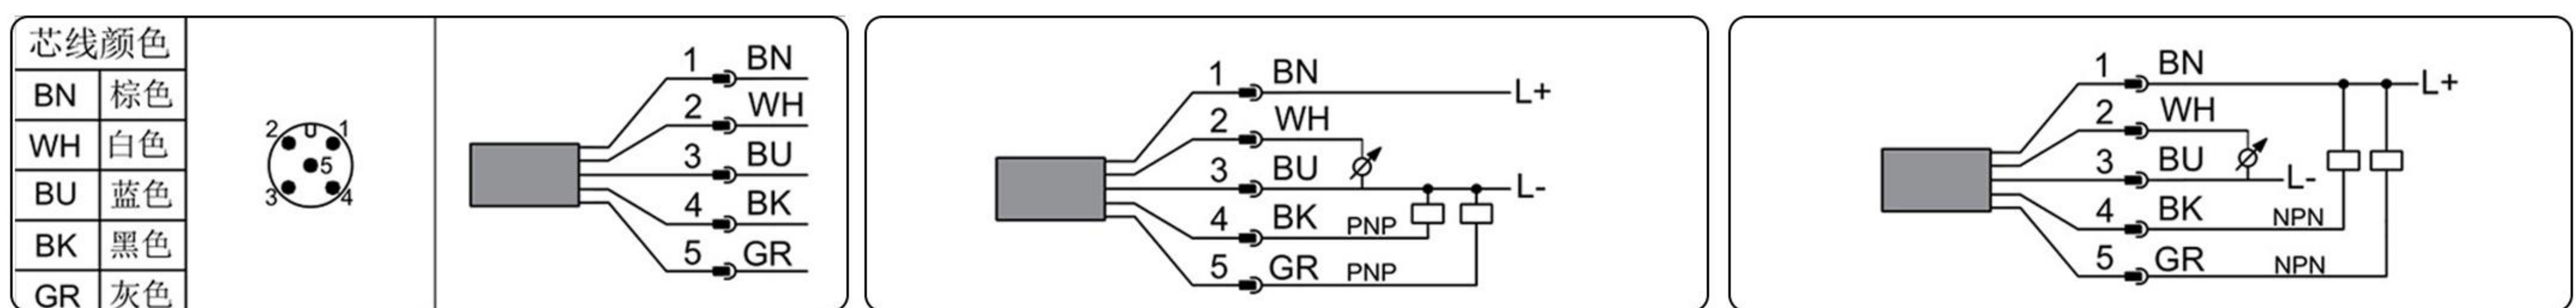 芯线颜色
BN 棕色
WH 白色
BU 蓝色
BK 黑色
GR 灰色
2 1
5
3 4
1 BN
2 WH
3 BU
4 BK
5 GR
1 BN L+
2 WH
3 BU L-
4 BK PNP
5 GR PNP
1 BN L+
2 WH
3 BU L-
4 BK NPN
5 GR NPN